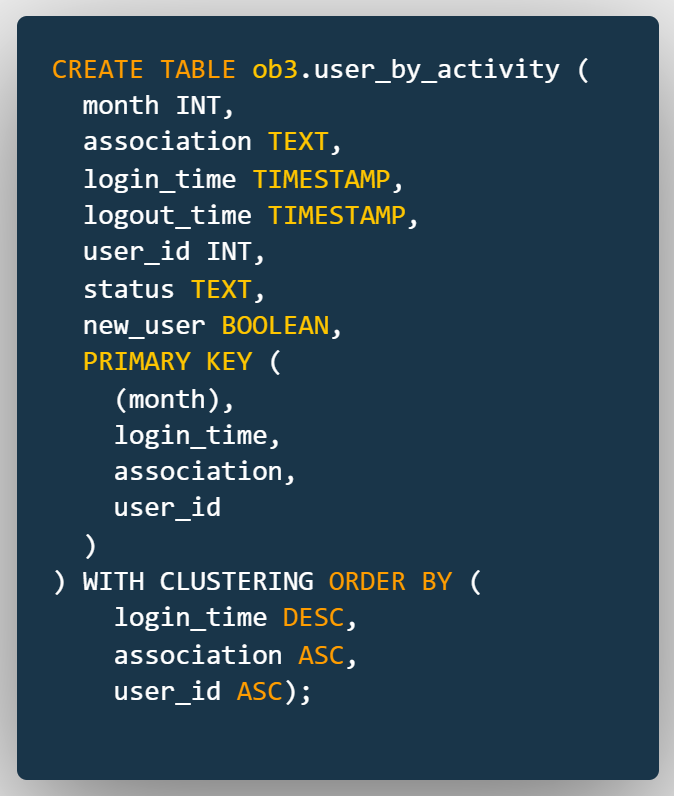 CREATE TABLE ob3.user_by_activity (
  month INT,
  association TEXT,
  login_time TIMESTAMP,
  logout_time TIMESTAMP,
  user_id INT,
  status TEXT,
  new_user BOOLEAN,
  PRIMARY KEY (
    (month),
    login_time,
    association,
    user_id
  )
) WITH CLUSTERING ORDER BY (
    login_time DESC,
    association ASC,
    user_id ASC);